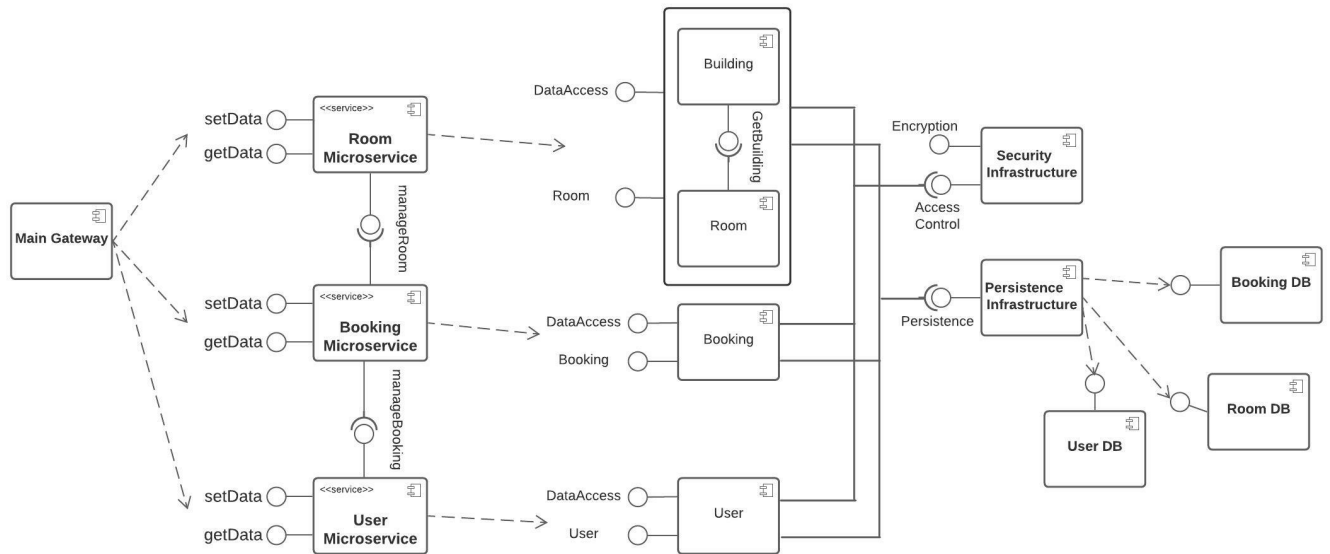 Main Gateway
setData
getData
<<service>>
Room
Microservice
manageRoom
setData
getData
<<service>>
Booking
Microservice
manageBooking
setData
getData
<<service>>
User
Microservice
DataAccess
Room
Building
GetBuilding
Room
DataAccess
Booking
Booking
DataAccess
User
User
Encryption
Access
Control
Security
Infrastructure
Persistence
Persistence
Infrastructure
Booking DB
Room DB
User DB